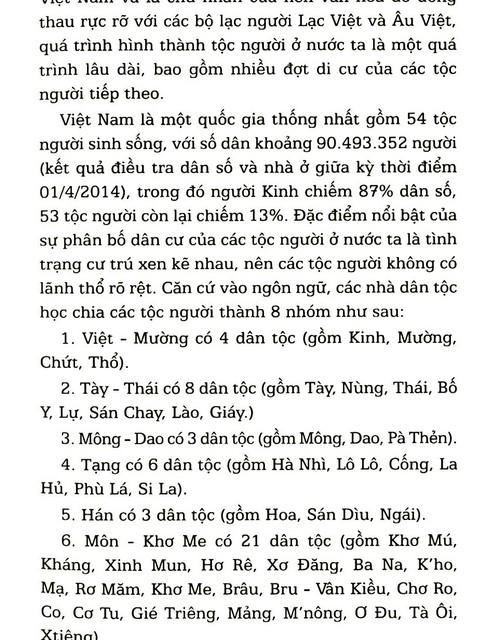 Việt Nam và là chủ nhân của nền văn hóa đồ đồng
thau rực rỡ với các bộ lạc người Lạc Việt và Âu Việt,
quá trình hình thành tộc người ở nước ta là một quá
trình lâu dài, bao gồm nhiều đợt di cư của các tộc
người tiếp theo.
Việt Nam là một quốc gia thống nhất gồm 54 tộc
người sinh sống, với số dân khoảng 90.493.352 người
(kết quả điều tra dân số và nhà ở giữa kỳ thời điểm
01/4/2014), trong đó người Kinh chiếm 87% dân số,
53 tộc người còn lại chiếm 13%. Đặc điểm nổi bật của
sự phân bố dân cư của các tộc người ở nước ta là tình
trạng cư trú xen kẽ nhau, nên các tộc người không có
lãnh thổ rõ rệt. Căn cứ vào ngôn ngữ, các nhà dân tộc
học chia các tộc người thành 8 nhóm như sau:
1. Việt - Mường có 4 dân tộc (gồm Kinh, Mường,
Chứt, Thổ).
2. Tày - Thái có 8 dân tộc (gồm Tày, Nùng, Thái, Bố
Y, Lự, Sán Chay, Lào, Giáy.)
3. Mông - Dao có 3 dân tộc (gồm Mông, Dao, Pà Thẻn).
4. Tạng có 6 dân tộc (gồm Hà Nhì, Lô Lô, Cống, La
Hủ, Phù Lá, Si La).
5. Hán có 3 dân tộc (gồm Hoa, Sán Dìu, Ngái).
6. Môn - Khơ Me có 21 dân tộc (gồm Khơ Mú,
Kháng, Xinh Mun, Hơ Rê, Xơ Đăng, Ba Na, K'ho,
Mạ, Rơ Măm, Khơ Me, Brâu, Bru - Vân Kiều, Chơ Ro,
Co, Cơ Tu, Gié Triêng, Mảng, M'nông, Ơ Đu, Tà Ôi,
Xtiêng)